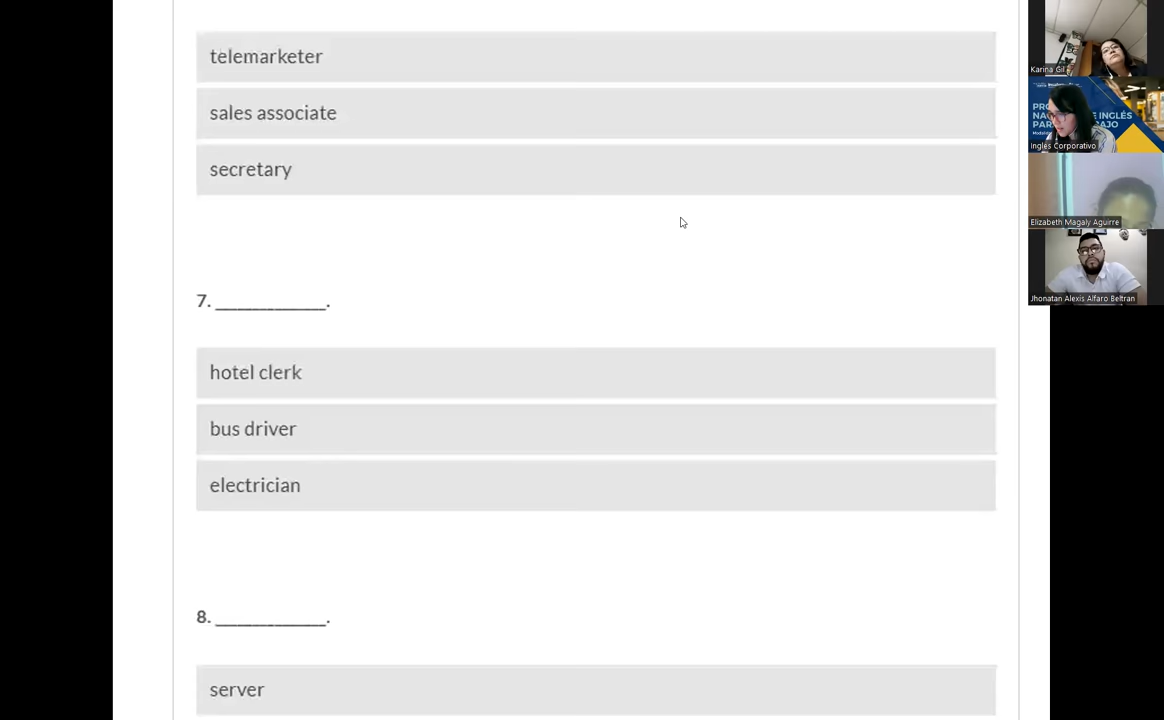 telemarketer
sales associate
secretary
7. ____________.
hotel clerk
bus driver
electrician
8. ____________.
server
Karina Gil
Inglés Corporativo
Elizabeth Magaly Aguirre
Jhonatan Alexis Alfaro Beltran